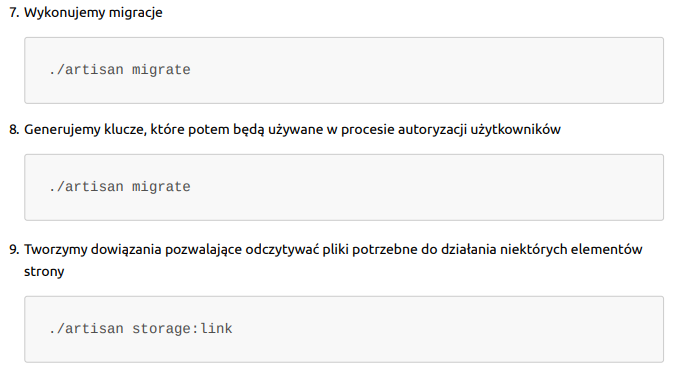 7. Wykonujemy migracje
./artisan migrate
8. Generujemy klucze, które potem będą używane w procesie autoryzacji użytkowników
./artisan migrate
9. Tworzymy dowiązania pozwalające odczytywać pliki potrzebne do działania niektórych elementów
strony
./artisan storage:link